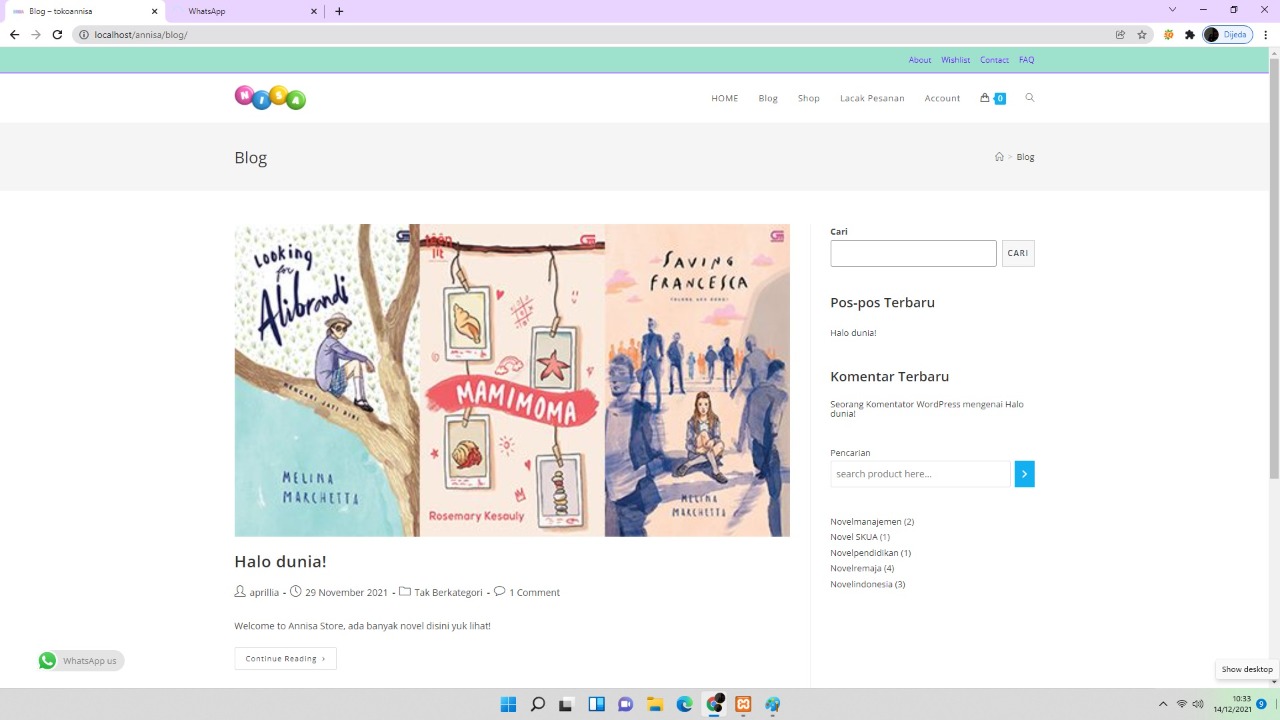 Blog – tokoannisa
WhatsApp
localhost/annisa/blog/
Dijeda
About Wishlist Contact FAQ
NISA
HOME Blog Shop Lacak Pesanan Account 0
Blog
> Blog
LOOKING
for
Alibrandi
MENCARI JATI DIRI
MELINA
MARCHETTA
teen
lit
MAMIMOMA
Rosemary Kesauly
SAVING
FRANCESCA
MELINA
MARCHETTA
Cari
CARI
Pos-pos Terbaru
Halo dunia!
Komentar Terbaru
Seorang Komentator WordPress mengenai Halo
dunia!
Pencarian
search product here...
Novelmanajemen (2)
Novel SKUA (1)
Novelpendidikan (1)
Novelremaja (4)
Novelindonesia (3)
Halo dunia!
aprillia - 29 November 2021 - Tak Berkategori - 1 Comment
Welcome to Annisa Store, ada banyak novel disini yuk lihat!
Continue Reading >
WhatsApp us
Show desktop
10:33
14/12/2021
9